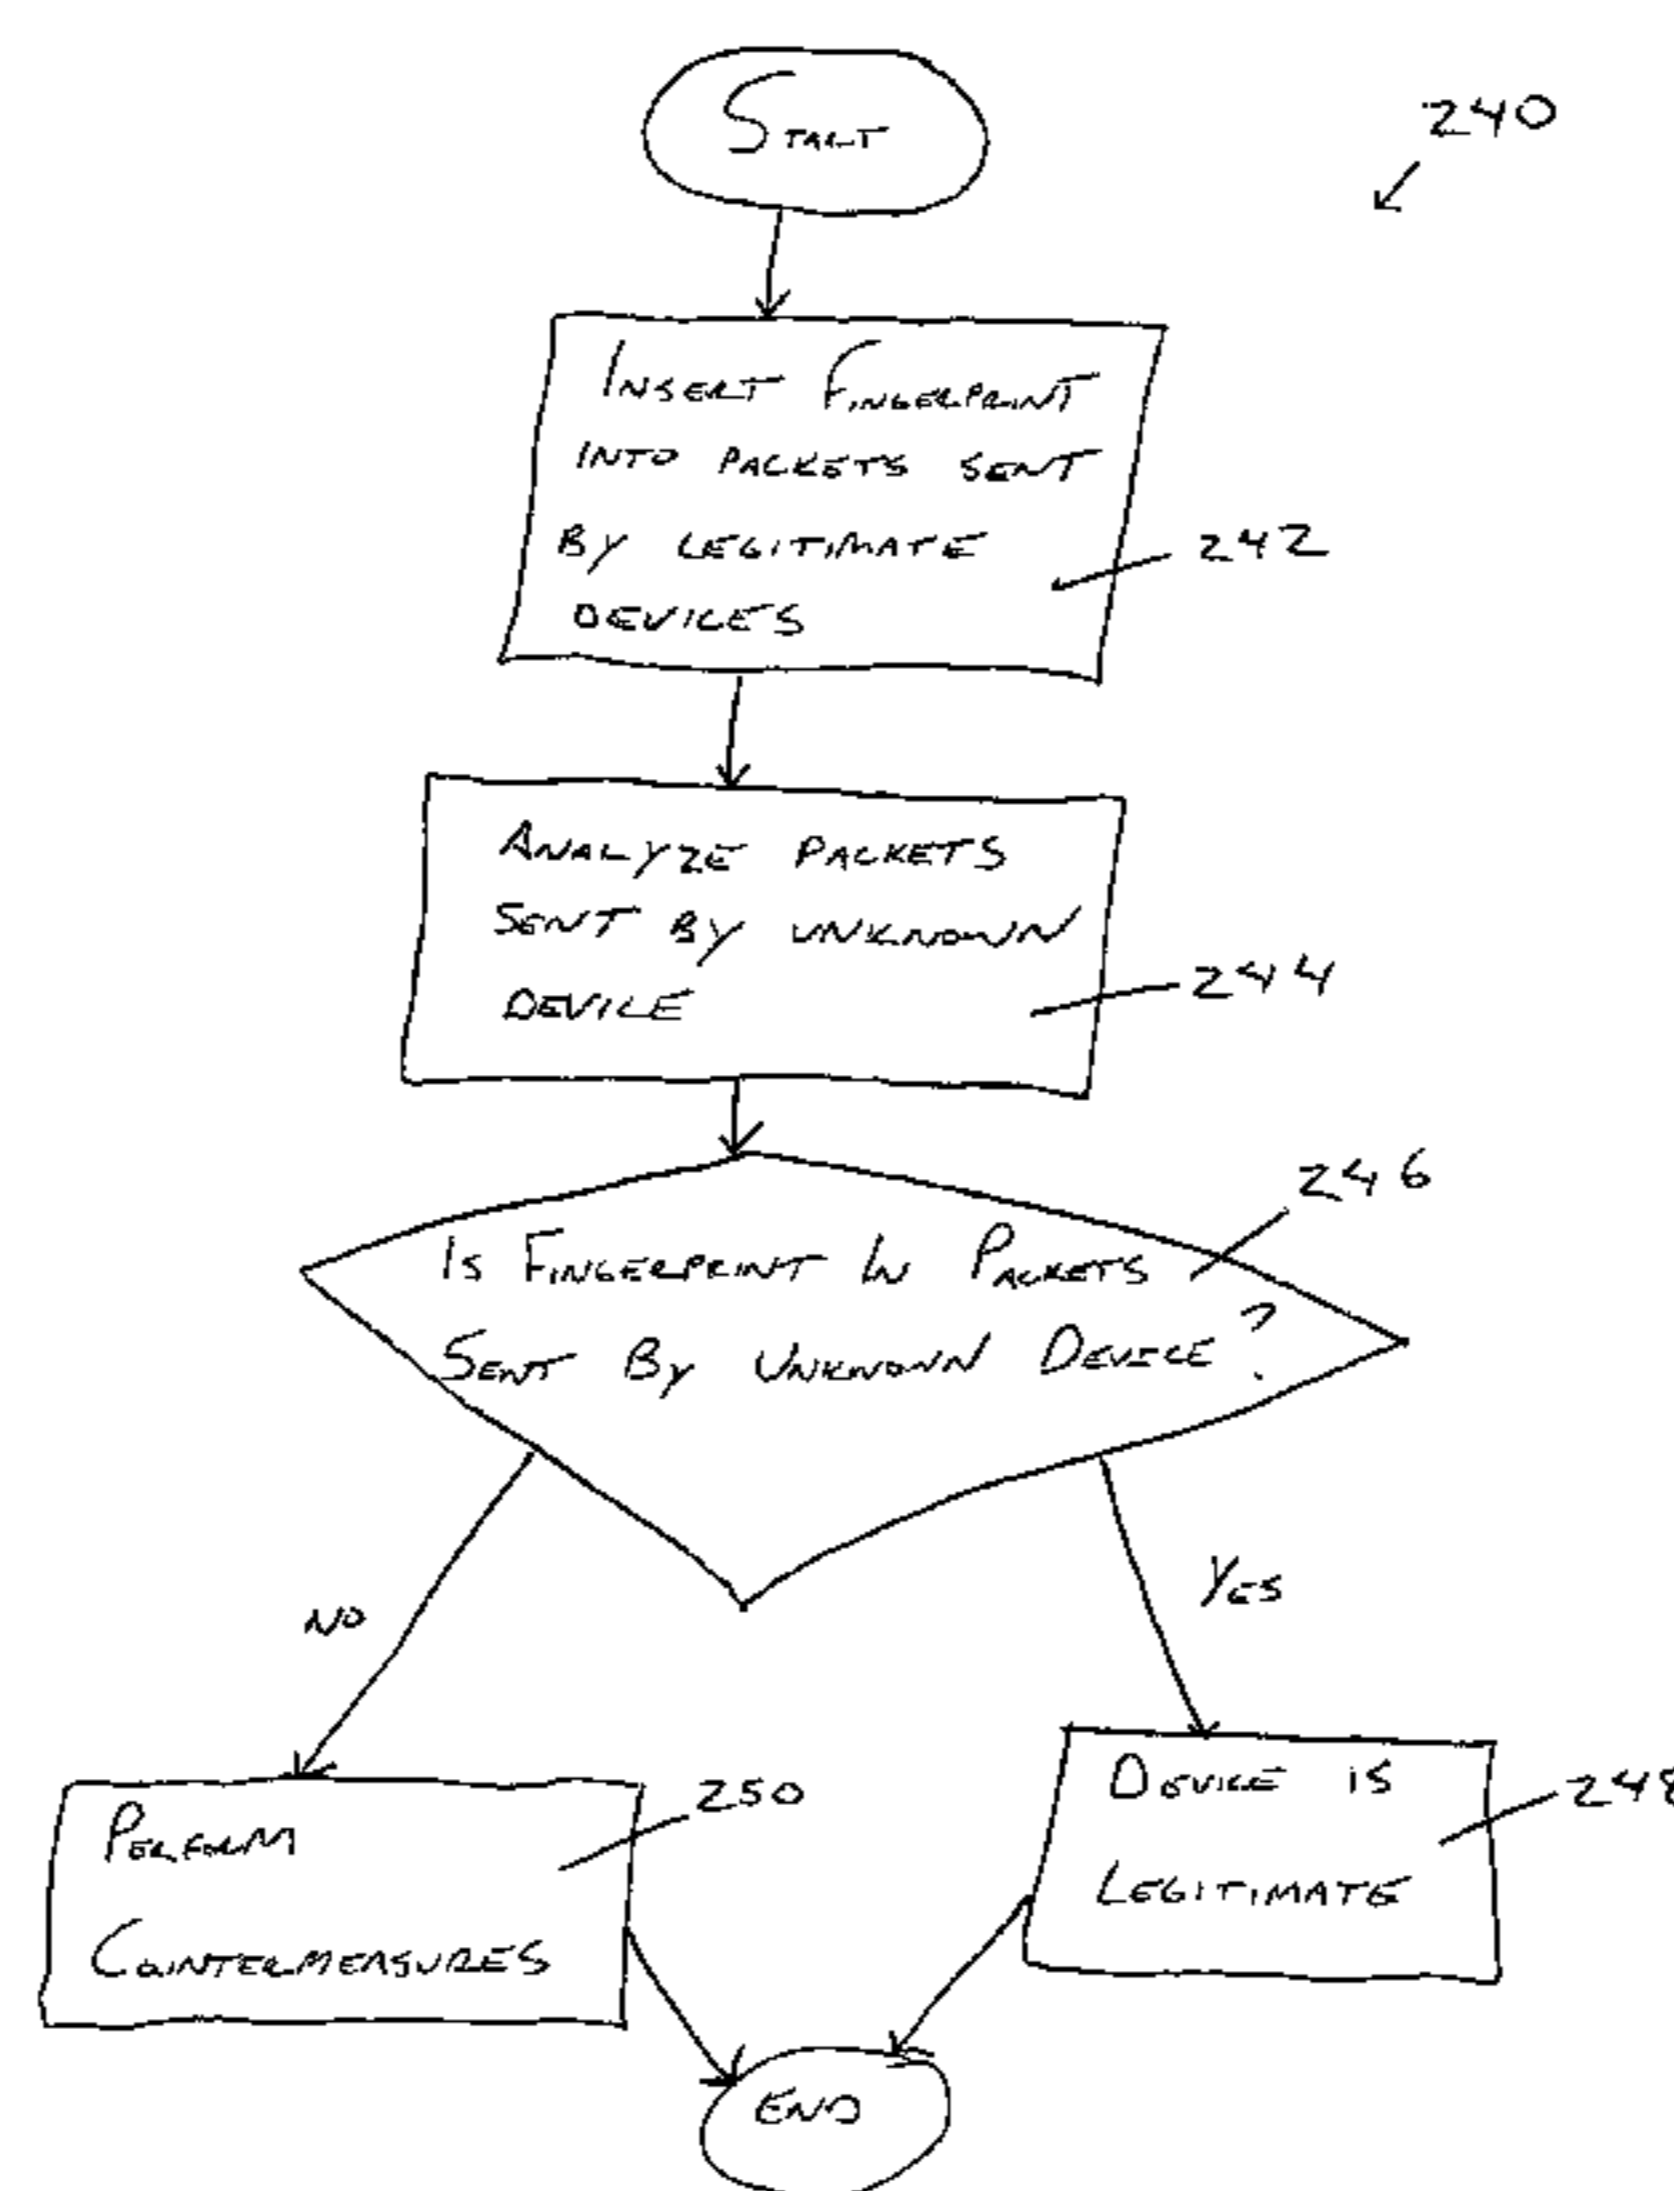 START
240
INSERT FINGERPRINT
INTO PACKETS SENT
BY LEGITIMATE
DEVICES
242
ANALYZE PACKETS
SENT BY UNKNOWN
DEVICE
244
246
IS FINGERPRINT IN PACKETS
SENT BY UNKNOWN DEVICE?
NO
YES
PERFORM
COUNTERMEASURES
250
DEVICE IS
LEGITIMATE
248
END